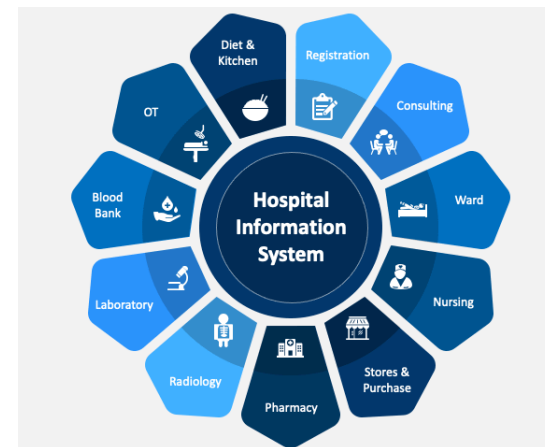 Hospital
Information
System
Registration
Consulting
Ward
Nursing
Stores &
Purchase
Pharmacy
Radiology
Laboratory
Blood
Bank
OT
Diet &
Kitchen